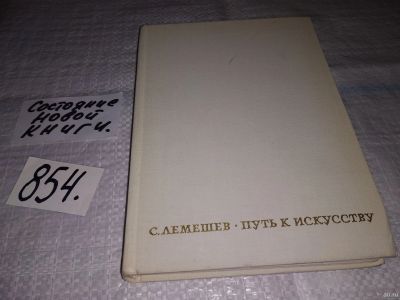 Состояние
новой
книги.
854.
С. ЛЕМЕШЕВ · ПУТЬ К ИСКУССТВУ